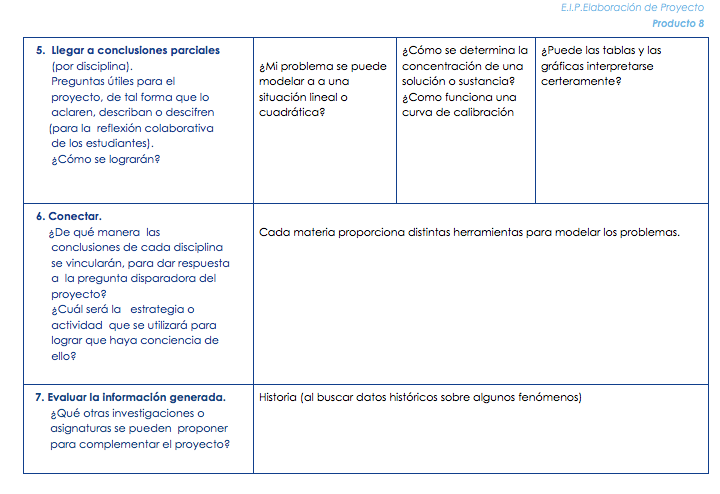 E.I.P.Elaboración de Proyecto
Producto 8
5. Llegar a conclusiones parciales
(por disciplina).
Preguntas útiles para el
proyecto, de tal forma que lo
aclaren, describan o descifren
(para la reflexión colaborativa
de los estudiantes).
¿Cómo se lograrán?
¿Mi problema se puede
modelar a a una
situación lineal o
cuadrática?
¿Cómo se determina la
concentración de una
solución o sustancia?
¿Como funciona una
curva de calibración
¿Puede las tablas y las
gráficas interpretarse
certeramente?
6. Conectar.
¿De qué manera las
conclusiones de cada disciplina
se vincularán, para dar respuesta
a la pregunta disparadora del
proyecto?
¿Cuál será la estrategia o
actividad que se utilizará para
lograr que haya conciencia de
ello?
Cada materia proporciona distintas herramientas para modelar los problemas.
7. Evaluar la información generada.
¿Qué otras investigaciones o
asignaturas se pueden proponer
para complementar el proyecto?
Historia (al buscar datos históricos sobre algunos fenómenos)